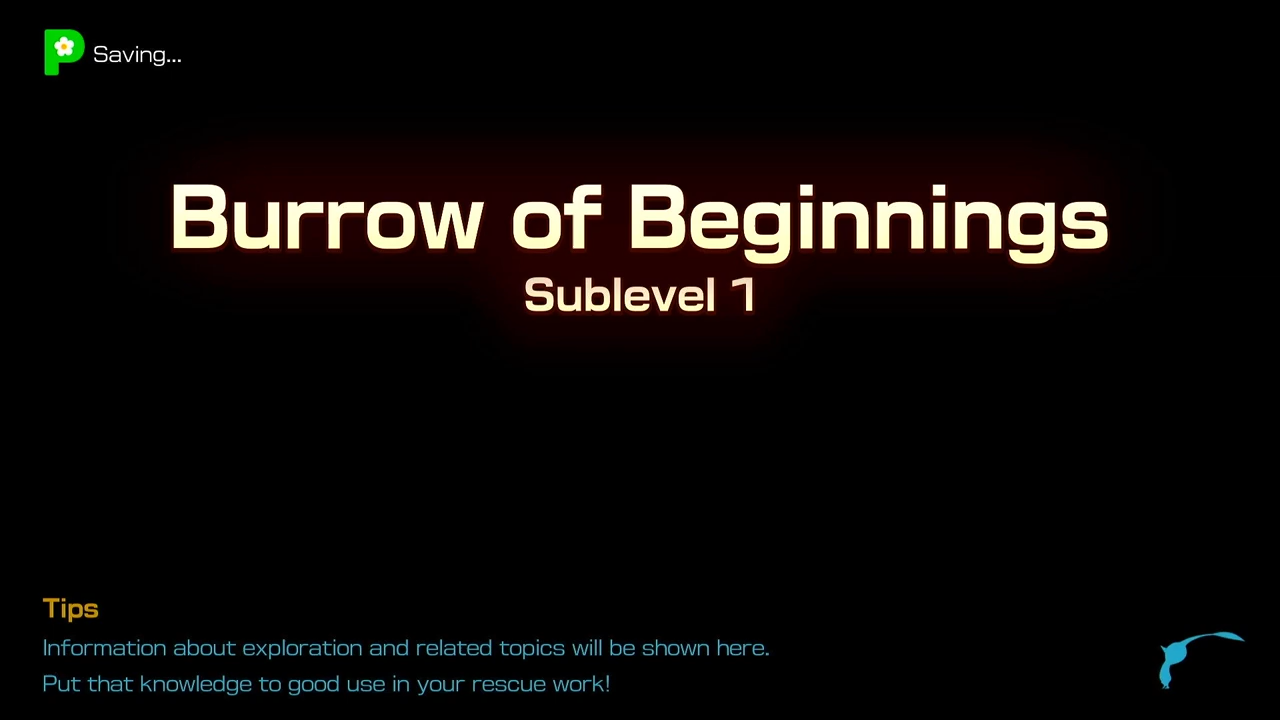 Saving...
Burrow of Beginnings
Sublevel 1
Tips
Information about exploration and related topics will be shown here.
Put that knowledge to good use in your rescue work!